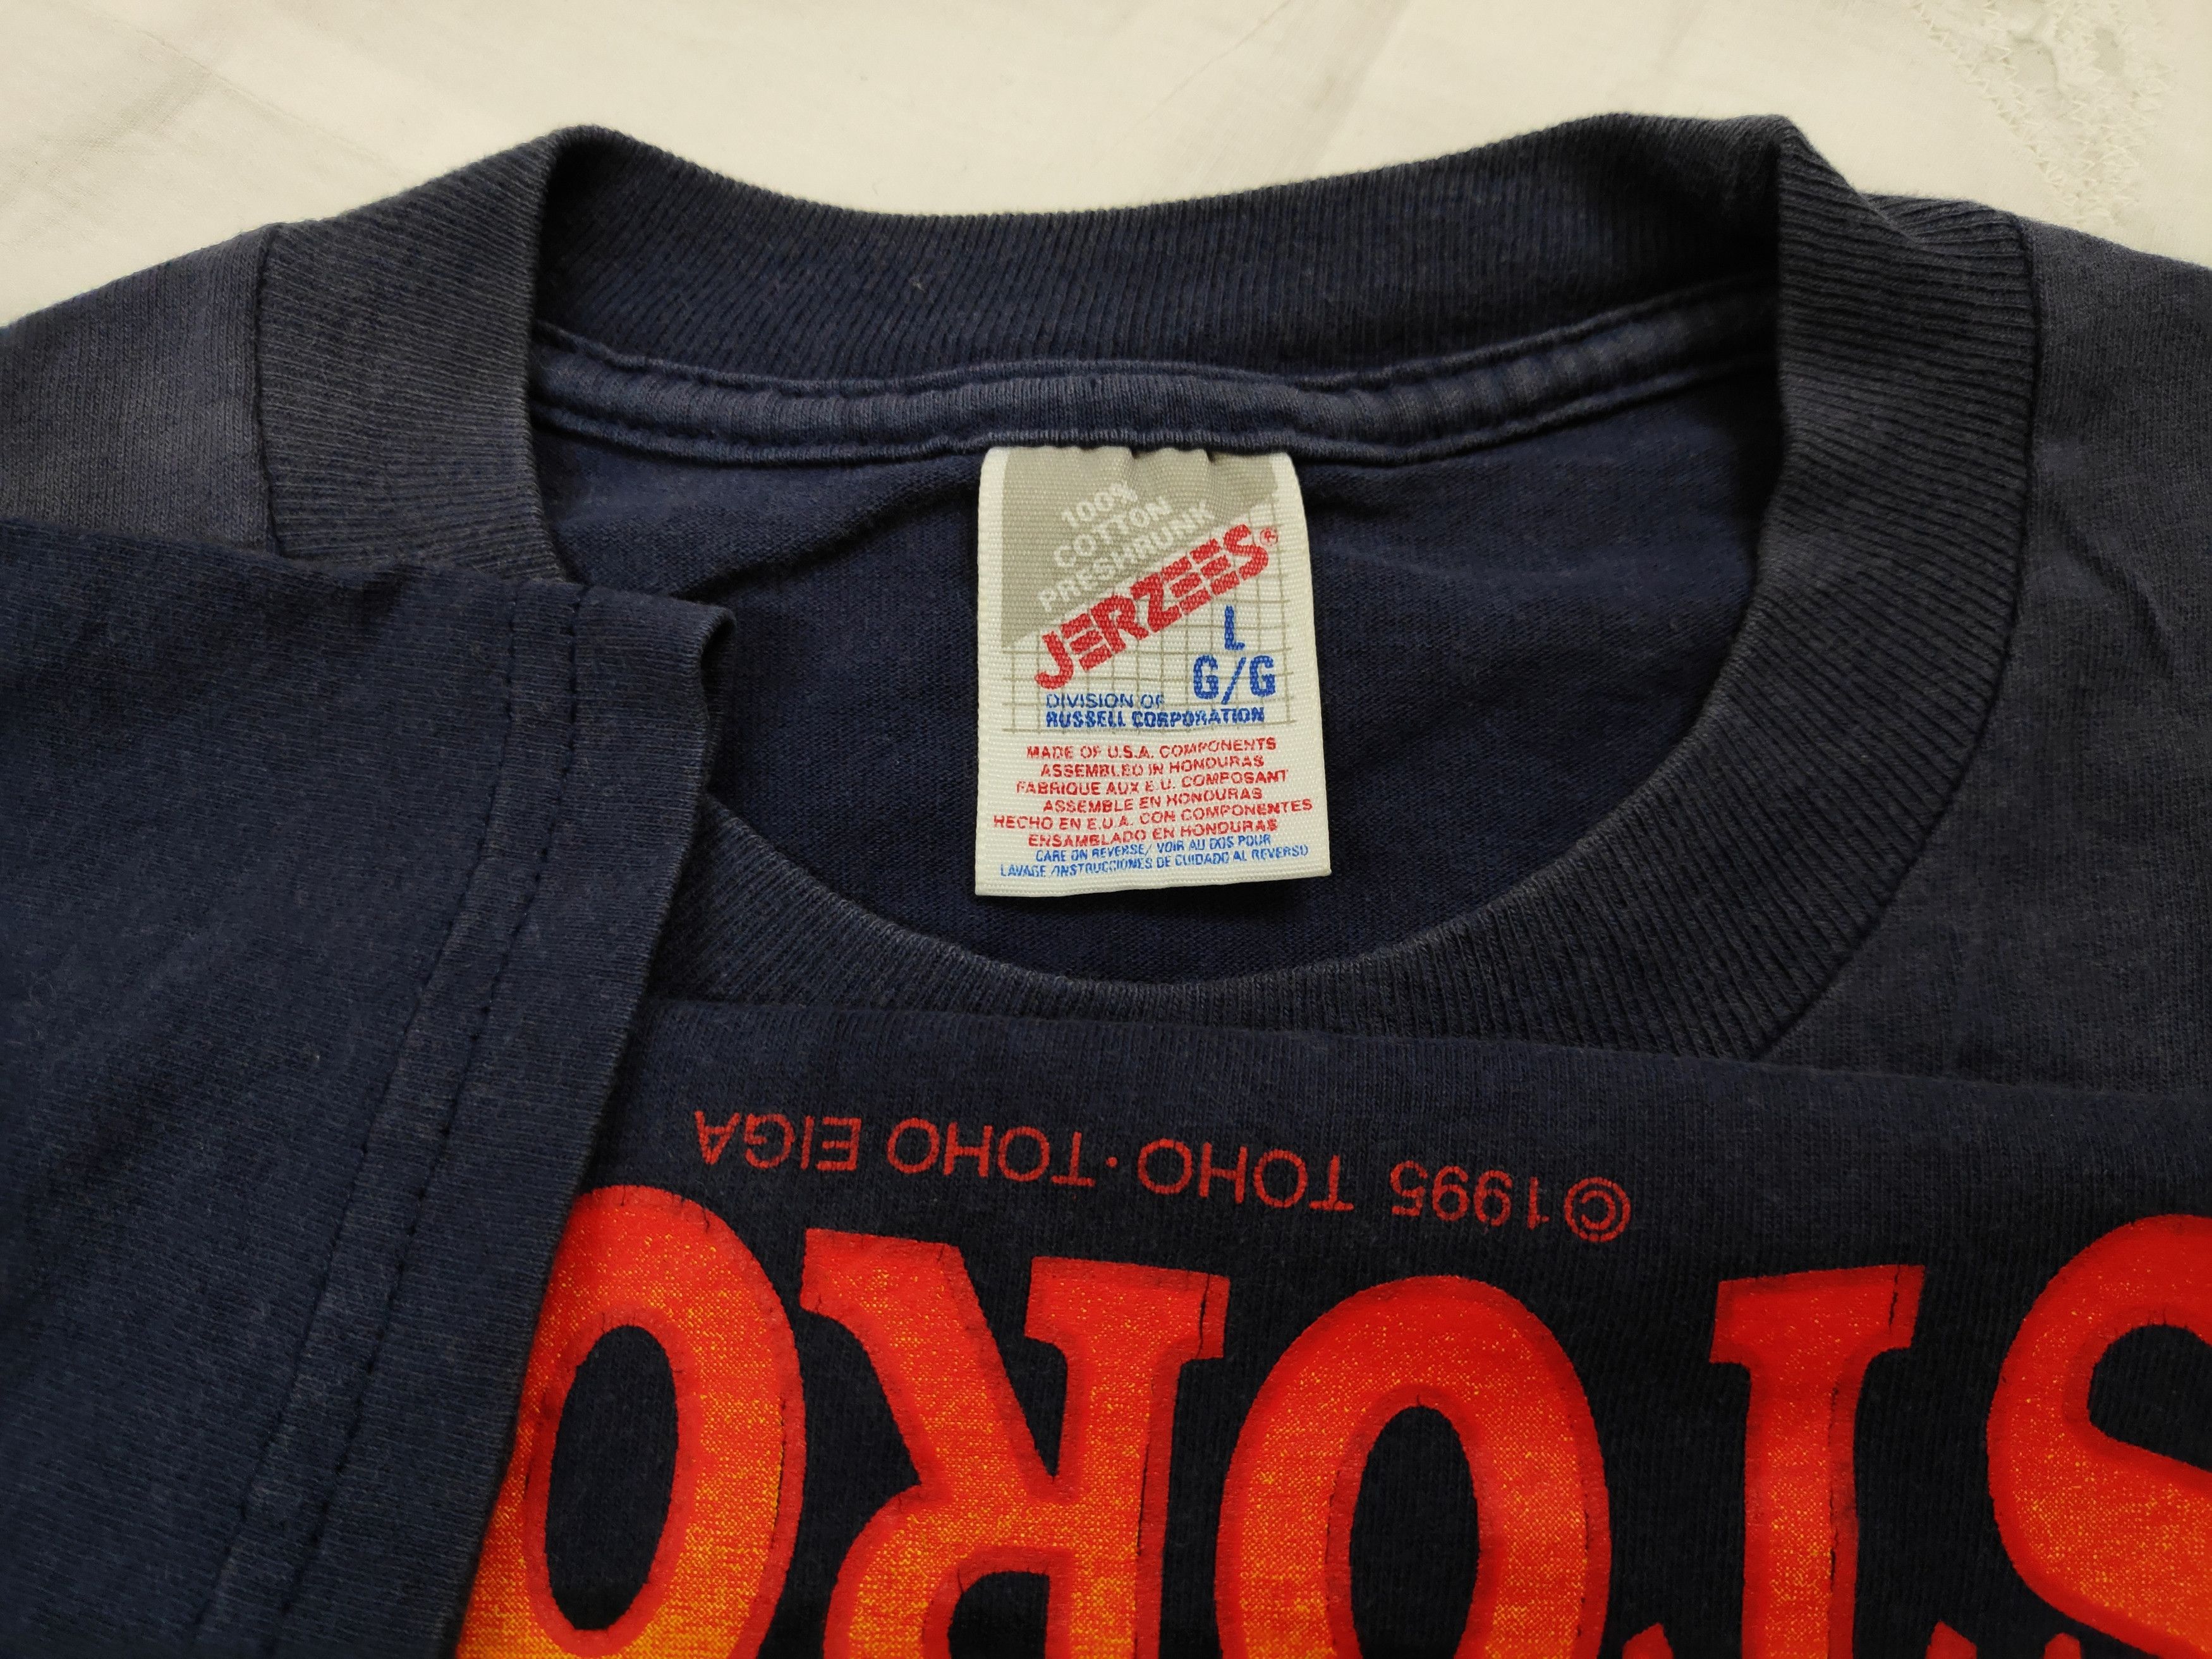 100%
COTTON
PRESHRUNK
JERZEES®
L
G/G
DIVISION OF
RUSSELL CORPORATION
MADE OF U.S.A. COMPONENTS
ASSEMBLED IN HONDURAS
FABRIQUE AUX E.U. COMPOSANT
ASSEMBLE EN HONDURAS
HECHO EN E.U.A. CON COMPONENTES
ENSAMBLADO EN HONDURAS
CARE ON REVERSE/ VOIR AU DOS POUR
LAVAGE /INSTRUCCIONES DE CUIDADO AL REVERSO
STORO
©1995 TOHO·TOHO EIGA